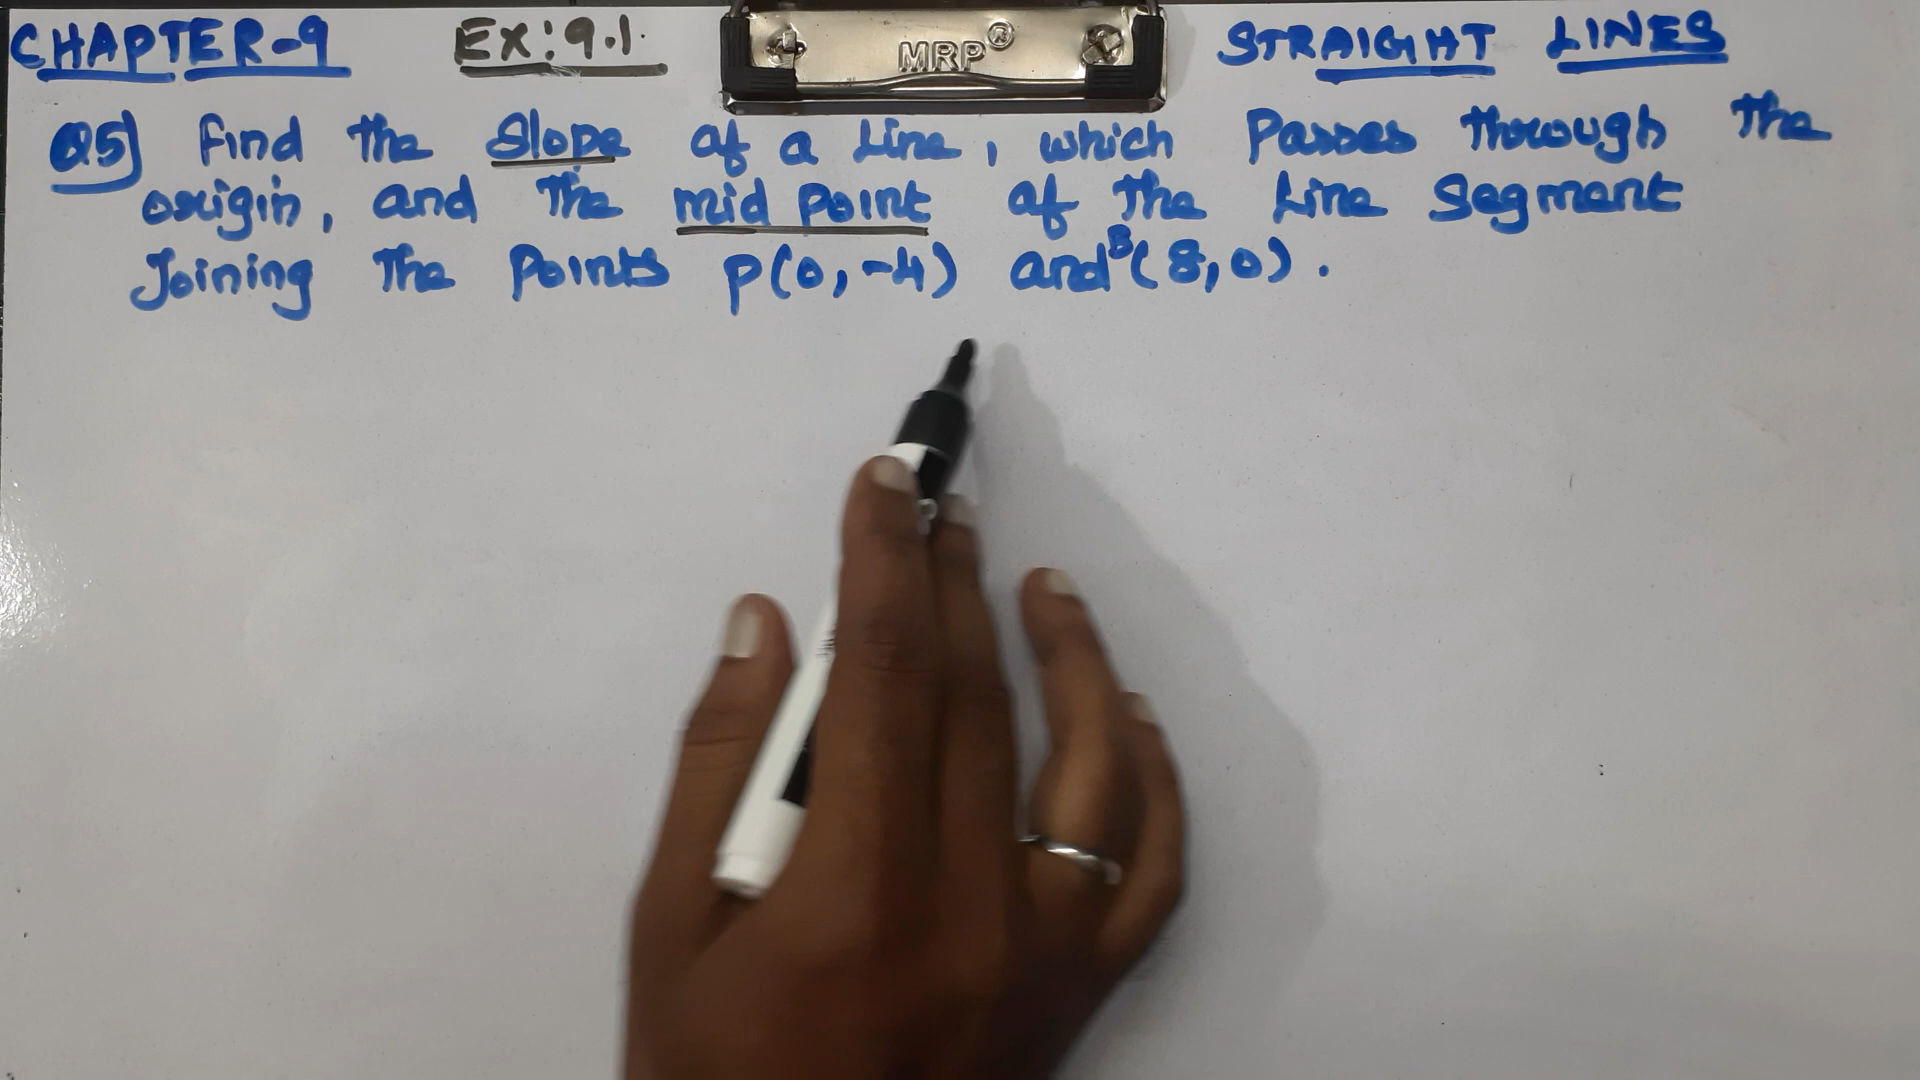 CHAPTER-9 EX:9.1. MRP® STRAIGHT LINES
Q5) Find the Slope of a Line, which Passes through the
origin, and the mid Point of the Line Segment
Joining the Points P(0,-4) and B(8,0).